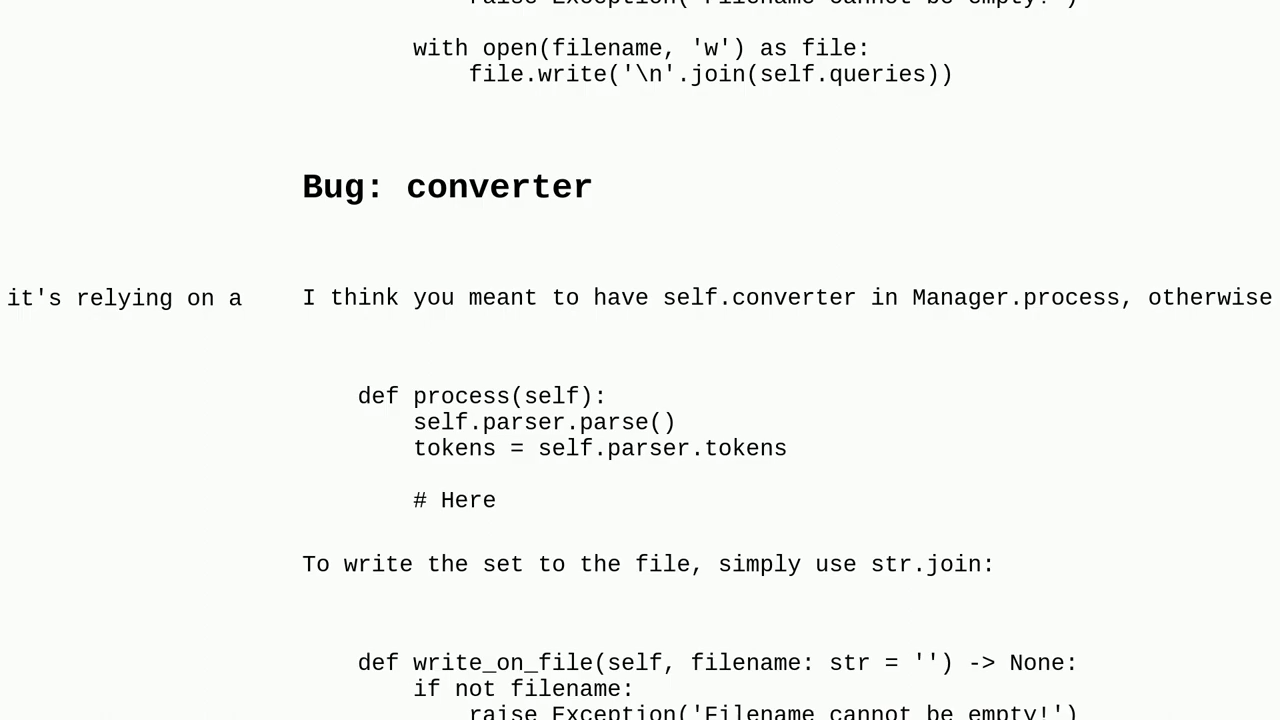 raise Exception('Filename cannot be empty!')
with open(filename, 'w') as file:
file.write('\n'.join(self.queries))
Bug: converter
it's relying on a
I think you meant to have self.converter in Manager.process, otherwise
def process(self):
self.parser.parse()
tokens = self.parser.tokens
# Here
To write the set to the file, simply use str.join:
def write_on_file(self, filename: str = '') -> None:
if not filename:
raise Exception('Filename cannot be empty!')